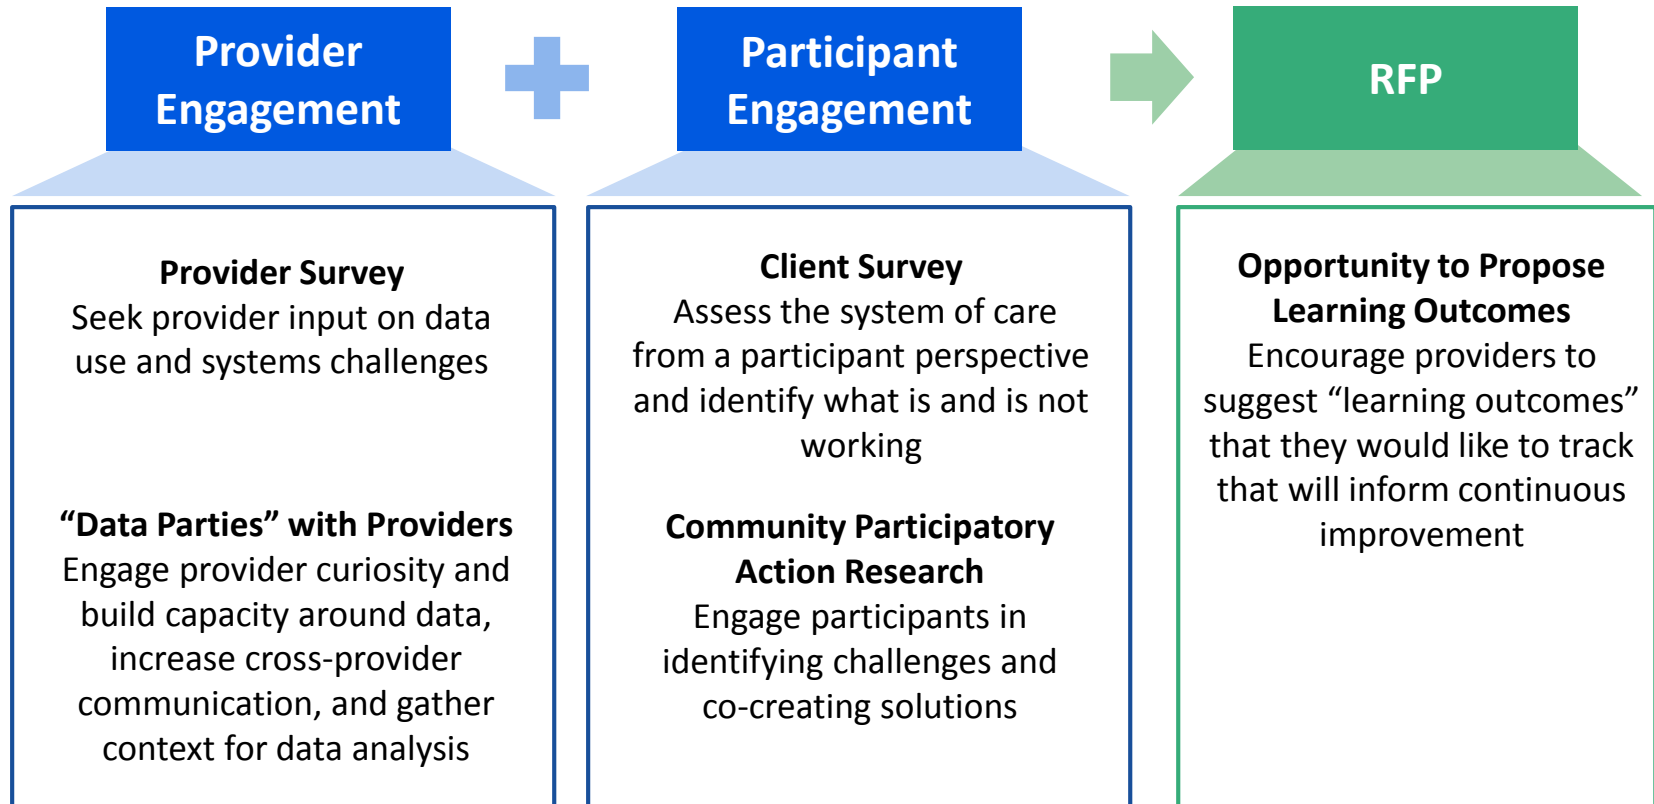 Provider
Engagement
Participant
Engagement
RFP
Provider Survey
Seek provider input on data
use and systems challenges
“Data Parties” with Providers
Engage provider curiosity and
build capacity around data,
increase cross-provider
communication, and gather
context for data analysis
Client Survey
Assess the system of care
from a participant perspective
and identify what is and is not
working
Community Participatory
Action Research
Engage participants in
identifying challenges and
co-creating solutions
Opportunity to Propose
Learning Outcomes
Encourage providers to
suggest “learning outcomes”
that they would like to track
that will inform continuous
improvement